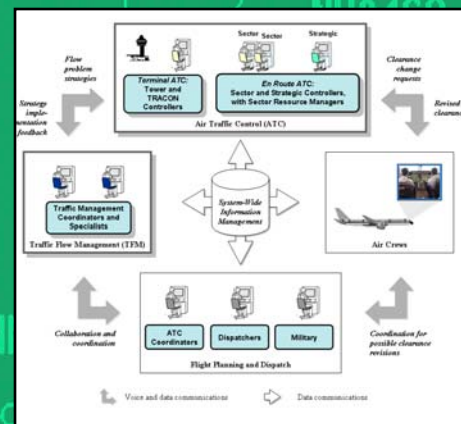 Flow
problem
strategies
Sector
Sector
Strategic
Clearance
change
requests
Terminal ATC:
Tower and
TRACON
Controllers
En Route ATC:
Sector and Strategic Controllers,
with Sector Resource Managers
Air Traffic Control (ATC)
Strategy
imple-
mentation
feedback
Revised
clearance
Traffic Management
Coordinators and
Specialists
Traffic Flow Management (TFM)
System-Wide
Information
Management
Air Crews
Collaboration and
coordination
ATC
Coordinators
Dispatchers
Military
Flight Planning and Dispatch
Coordination for
possible clearance
revisions
Voice and data communications
Data communications